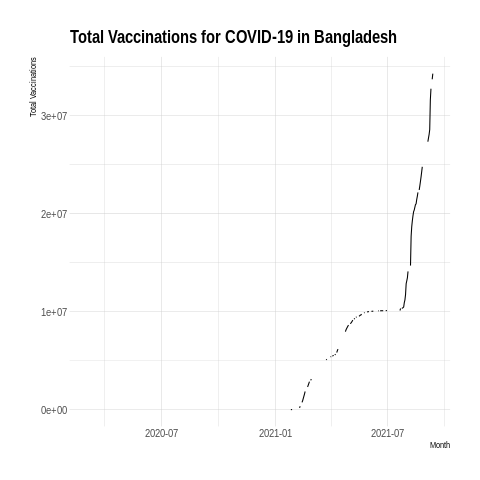 Total Vaccinations for COVID-19 in Bangladesh
Total Vaccinations
3e+07
2e+07
1e+07
0e+00
2020-07 2021-01 2021-07
Month